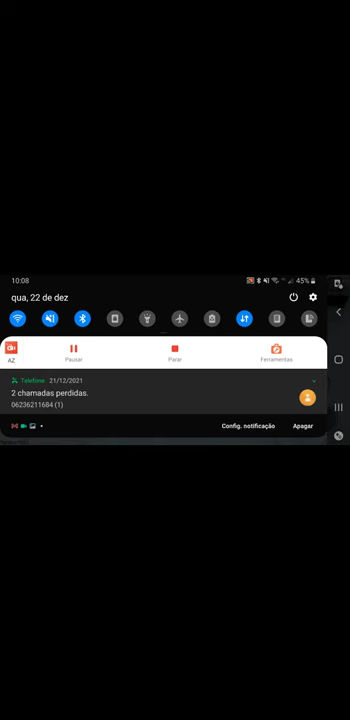 10:08
45%
qua, 22 de dez
AZ
Pausar
Parar
Ferramentas
Telefone 21/12/2021
2 chamadas perdidas.
06236211684 (1)
Config. notificação
Apagar